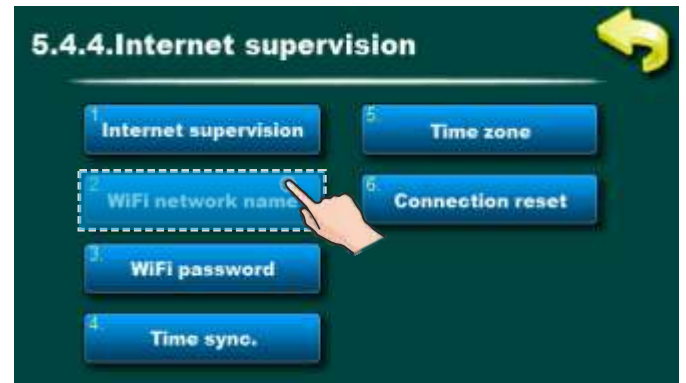 5.4.4.Internet supervision
1.
Internet supervision
2.
WiFi network name
3.
WiFi password
4.
Time sync.
5.
Time zone
6.
Connection reset